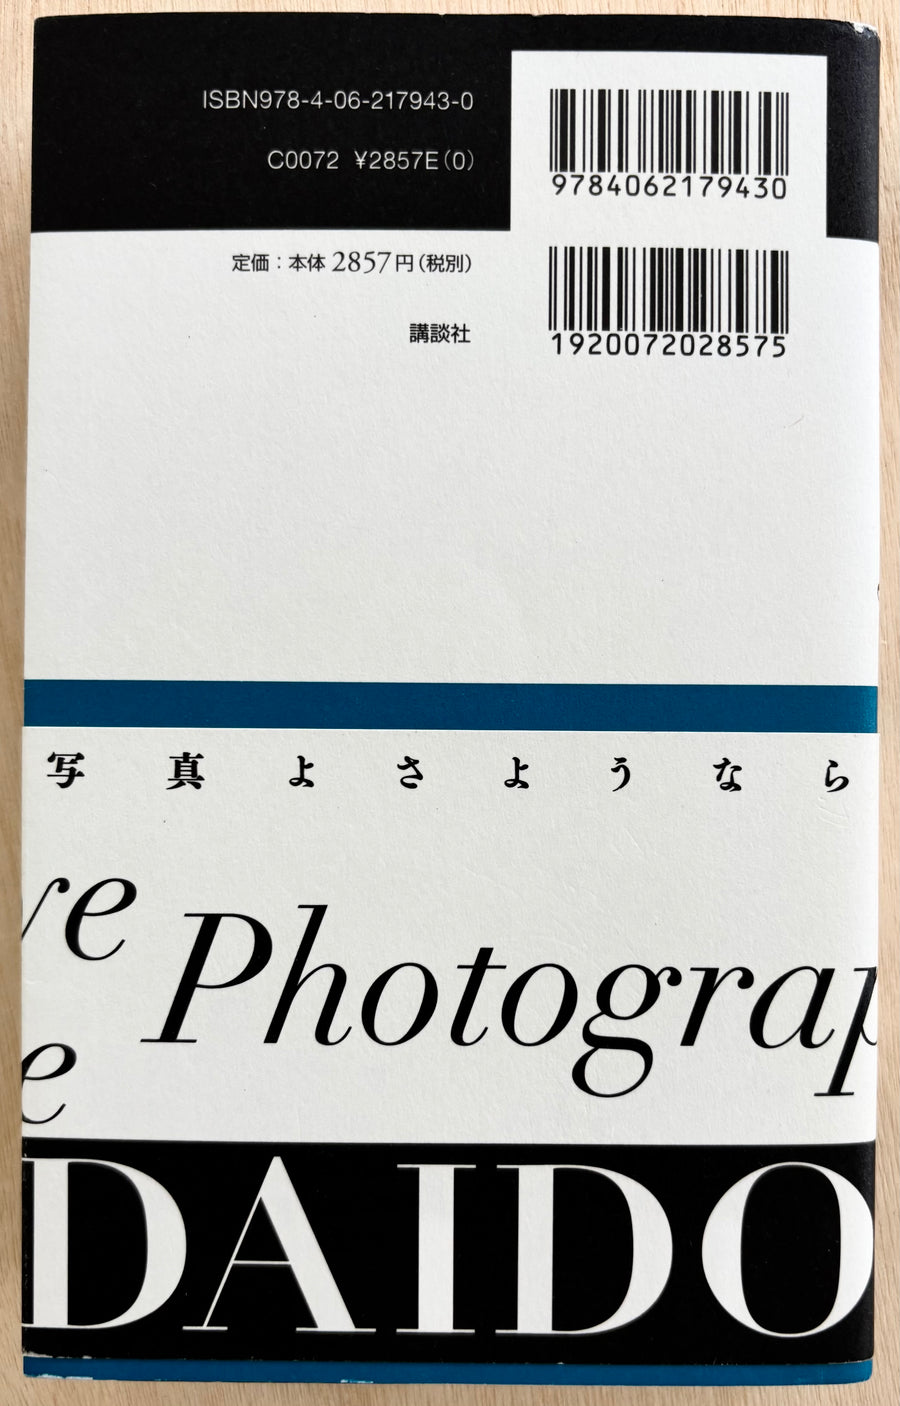 ISBN978-4-06-217943-0
C0072 ¥2857E(0)
9784062179430
定価：本体2857円（税別）
講談社
1920072028575
写真よさようなら
ve
Photograp
e
DAIDO